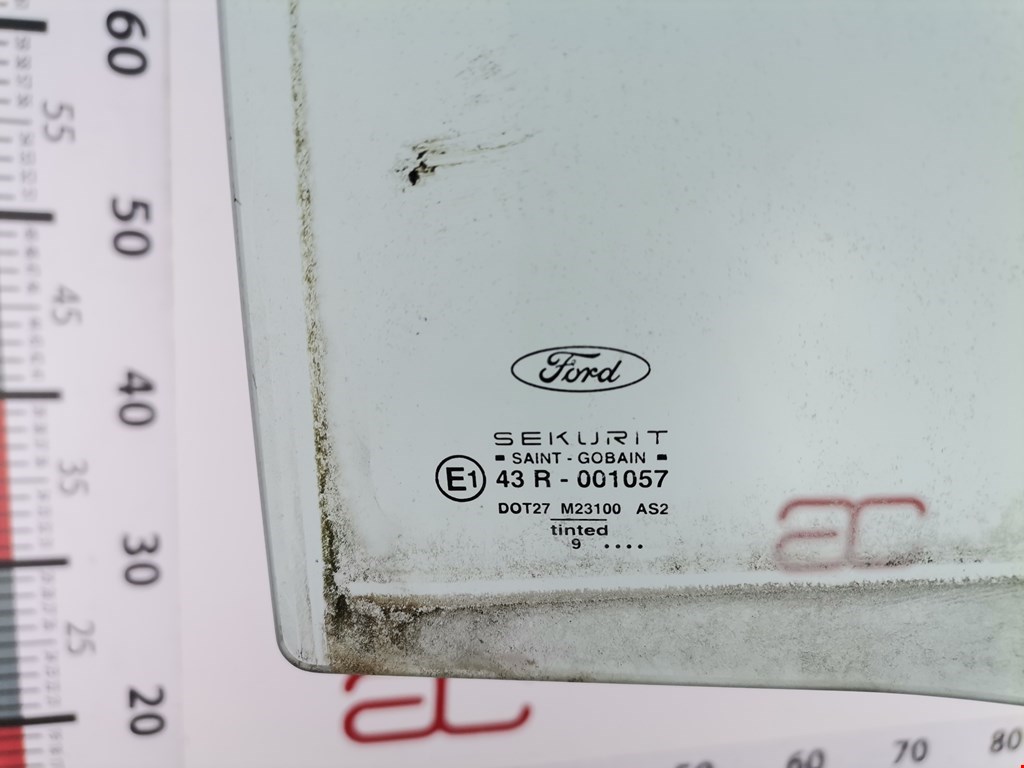 60
55
50
45
40
35
30
25
20
Ford
SEKURIT
- SAINT - GOBAIN -
E1 43 R - 001057
DOT27 M23100 AS2
tinted
9 ....
ac
60 70 80